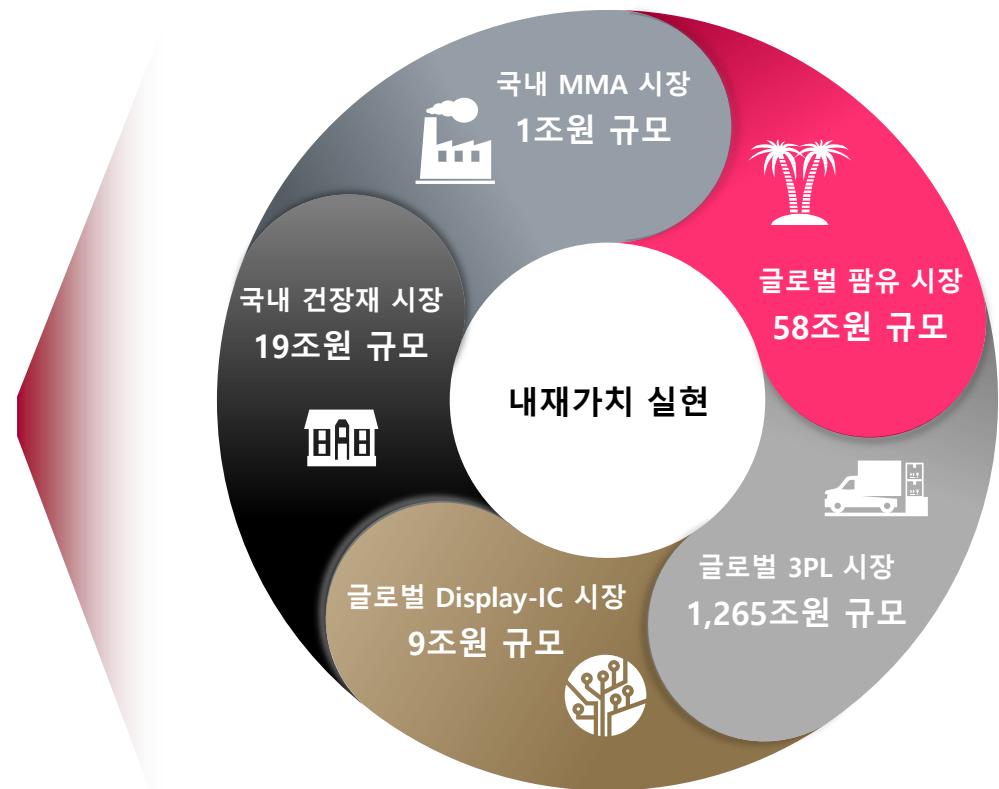 국내 MMA 시장
1조원 규모
글로벌 팜유 시장
58조원 규모
국내 건장재 시장
19조원 규모
내재가치 실현
글로벌 3PL 시장
1,265조원 규모
글로벌 Display-IC 시장
9조원 규모